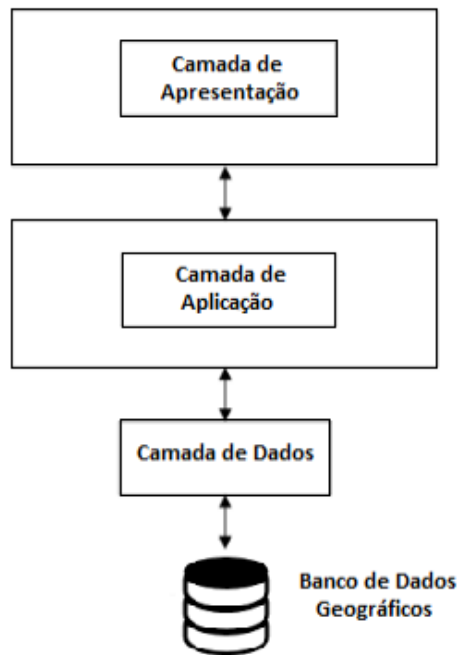 Camada de
Apresentação
Camada de
Aplicação
Camada de Dados
Banco de Dados
Geográficos